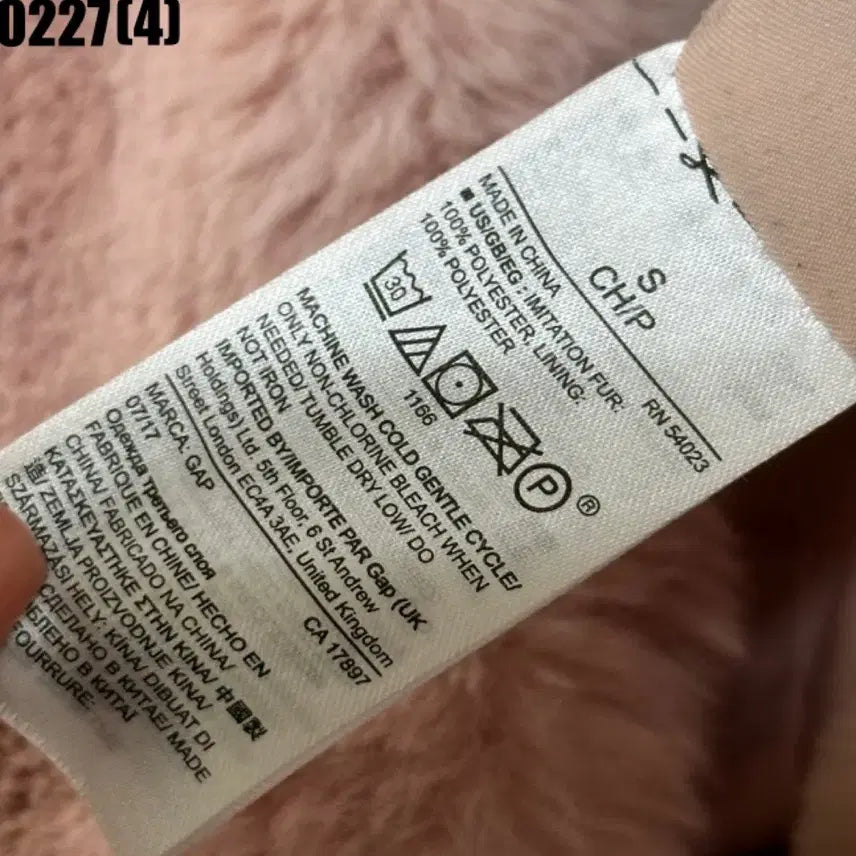 0227(4)
S
CH/P
RN 54023
MADE IN CHINA
■ US/GB/EG : IMITATION FUR:
100% POLYESTER, LINING:
100% POLYESTER
30
P
®
1166
MACHINE WASH COLD GENTLE CYCLE/
ONLY NON-CHLORINE BLEACH WHEN
NEEDED/ TUMBLE DRY LOW/ DO
NOT IRON
IMPORTED BY/IMPORTE PAR Gap (UK
Holdings) Ltd. 5th Floor, 6 St Andrew
Street London EC4A 3AE, United Kingdom
CA 17897
MARCA: GAP
07/17
Одежда третьего слоя
FABRIQUE EN CHINE/ HECHO EN
CHINA/ FABRICADO NA CHINA/
ΚΑΤΑΣΚΕΥΑΣΤΗΚΕ ΣΤΗΝ ΚΙΝΑ/ 中國製
造/ ZEMLJA PROIZVODNJE KINA/
SZÁRMAZÁSI HELY: KÍNA/ DIBUAT DI
СДЕЛАНО В КИТАЕ/ MADE
В КИТАІ
FOURRURE: